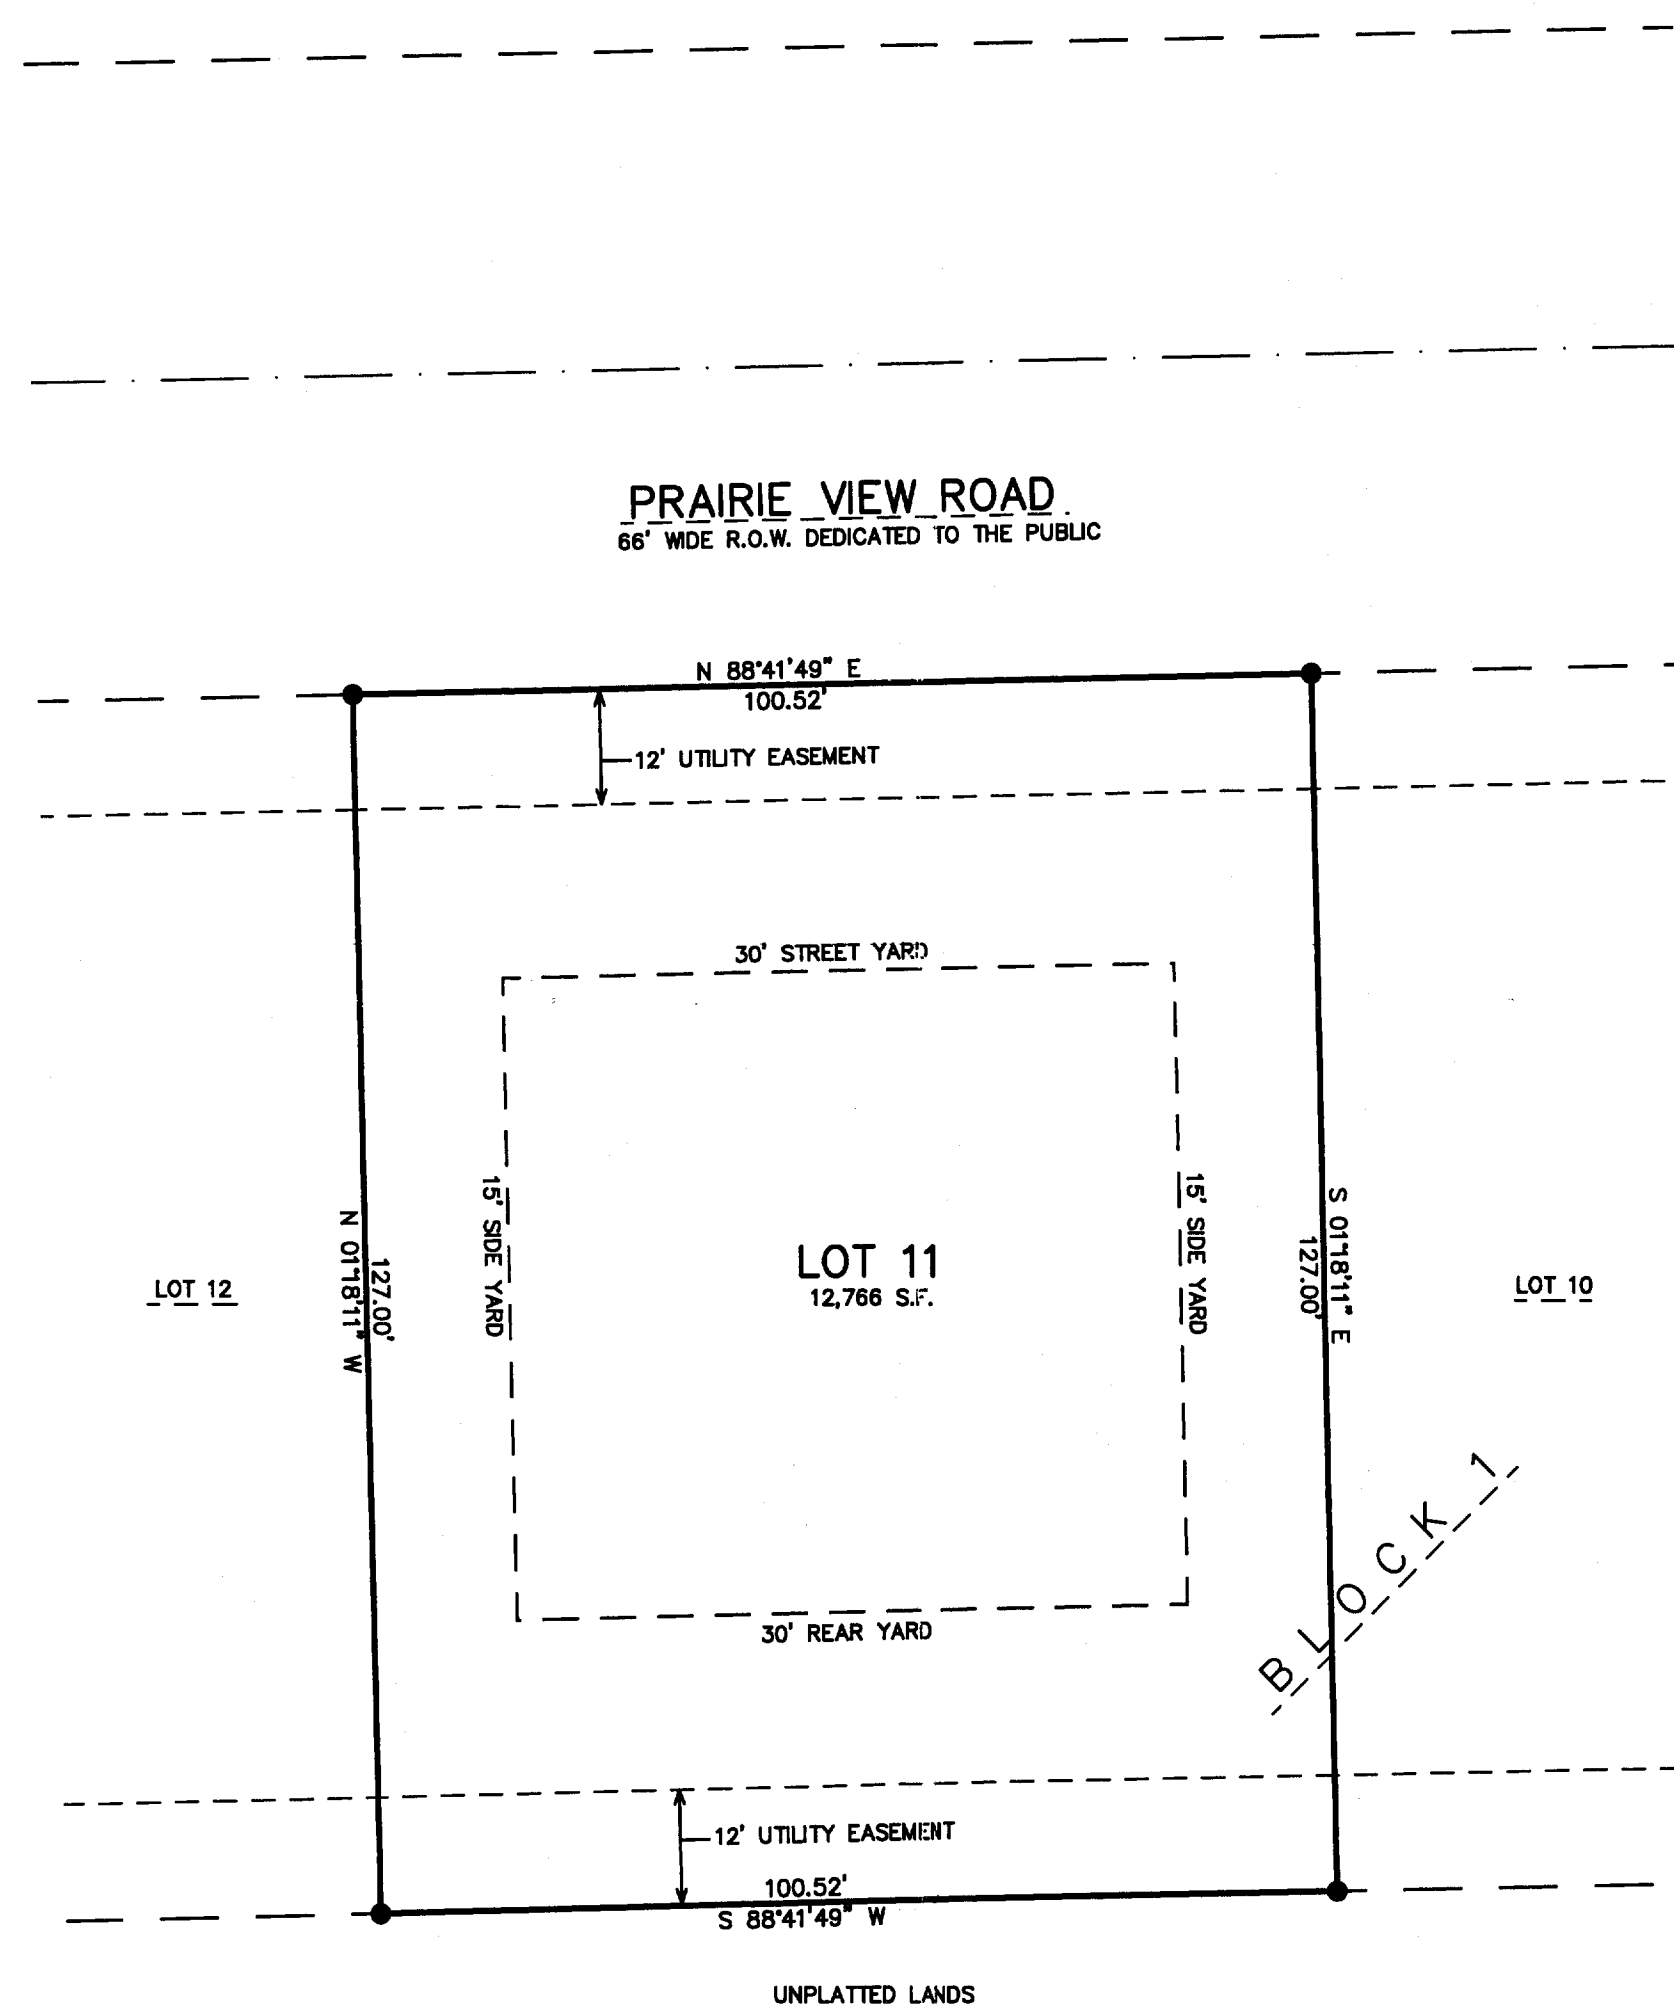 PRAIRIE VIEW ROAD
66' WIDE R.O.W. DEDICATED TO THE PUBLIC
N 88°41'49" E
100.52'
12' UTILITY EASEMENT
30' STREET YARD
15' SIDE YARD
15' SIDE YARD
N 01°18'11" W
127.00'
S 01°18'11" E
127.00'
LOT 11
12,766 S.F.
LOT 12
LOT 10
BLOCK 1
30' REAR YARD
12' UTILITY EASEMENT
100.52'
S 88°41'49" W
UNPLATTED LANDS